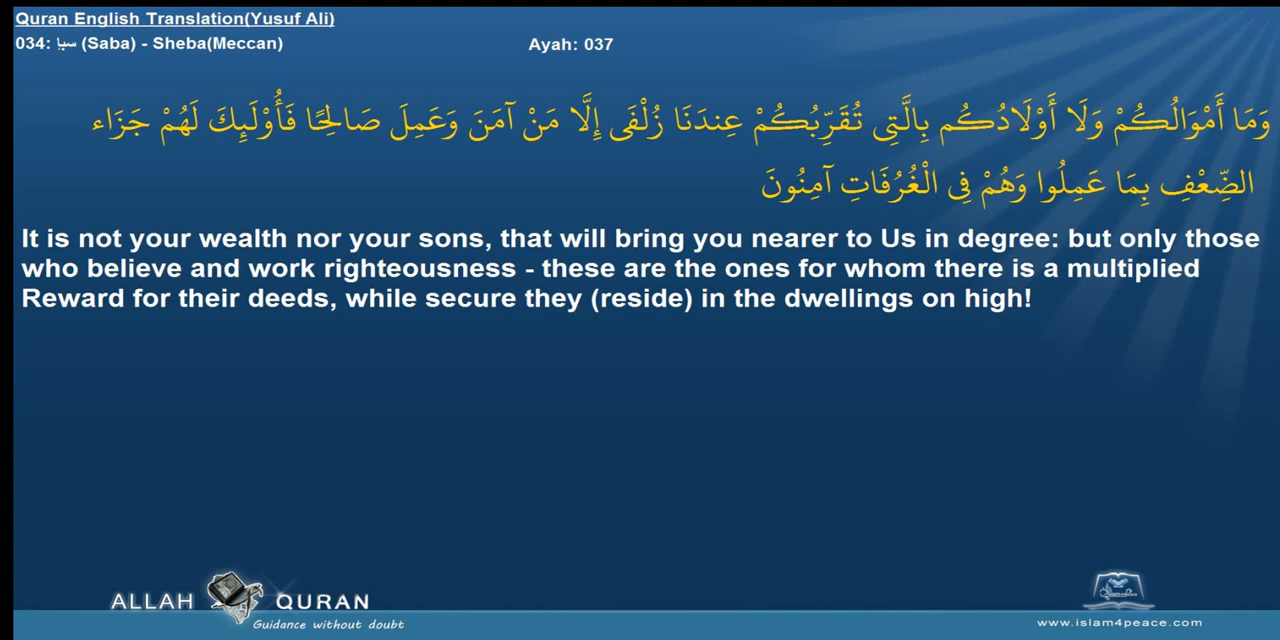 Quran English Translation(Yusuf Ali)
034: سبإ (Saba) - Sheba(Meccan)
Ayah: 037
وَمَا أَمْوَالُكُمْ وَلَا أَوْلَادُكُم بِالَّتِي تُقَرِّبُكُمْ عِندَنَا زُلْفَى إِلَّا مَنْ آمَنَ وَعَمِلَ صَالِحًا فَأُوْلَئِكَ لَهُمْ جَزَاء
الضِّعْفِ بِمَا عَمِلُوا وَهُمْ فِي الْغُرُفَاتِ آمِنُونَ
It is not your wealth nor your sons, that will bring you nearer to Us in degree: but only those
who believe and work righteousness - these are the ones for whom there is a multiplied
Reward for their deeds, while secure they (reside) in the dwellings on high!
ALLAH QURAN
Guidance without doubt
www.islam4peace.com